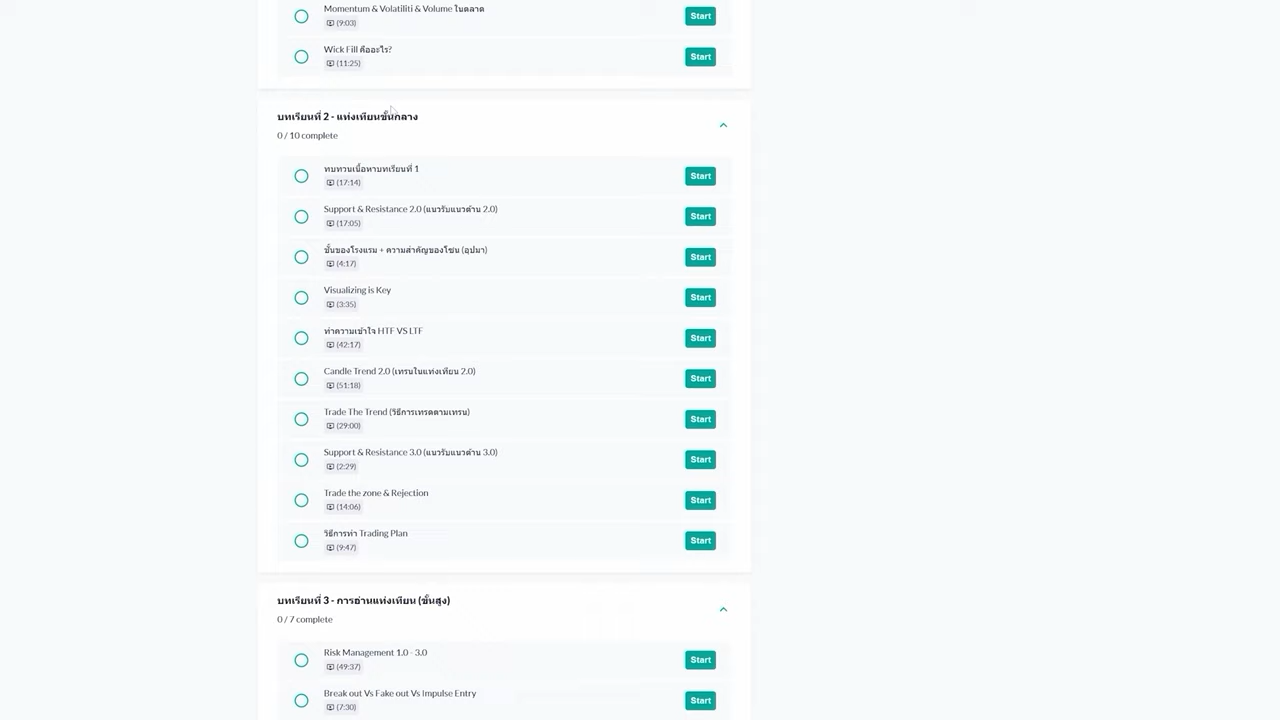 Momentum & Volatiliti & Volume ในตลาด
Start
(9:03)
Wick Fill คืออะไร?
Start
(11:25)
บทเรียนที่ 2 - แท่งเทียนชั้นกลาง
0 / 10 complete
ทบทวนเนื้อหาบทเรียนที่ 1
Start
(17:14)
Support & Resistance 2.0 (แนวรับแนวต้าน 2.0)
Start
(17:05)
ชั้นของโรงแรม + ความสำคัญของโซน (อุปมา)
Start
(4:17)
Visualizing is Key
Start
(3:35)
ทำความเข้าใจ HTF VS LTF
Start
(42:17)
Candle Trend 2.0 (เทรนในแท่งเทียน 2.0)
Start
(51:18)
Trade The Trend (วิธีการเทรดตามเทรน)
Start
(29:00)
Support & Resistance 3.0 (แนวรับแนวต้าน 3.0)
Start
(2:29)
Trade the zone & Rejection
Start
(14:06)
วิธีการทำ Trading Plan
Start
(9:47)
บทเรียนที่ 3 - การอ่านแท่งเทียน (ชั้นสูง)
0 / 7 complete
Risk Management 1.0 - 3.0
Start
(49:37)
Break out Vs Fake out Vs Impulse Entry
Start
(7:30)